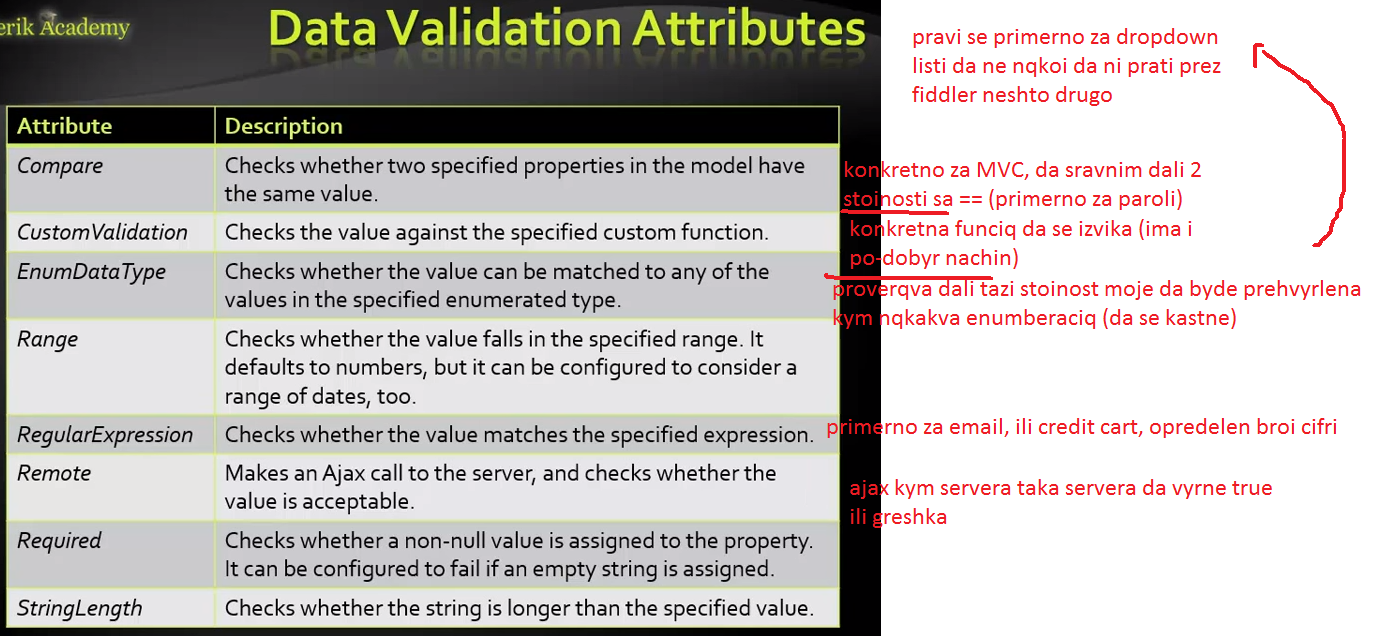 erik Academy
Data Validation Attributes
pravi se primerno za dropdown
listi da ne nqkoi da ni prati prez
fiddler neshto drugo
Attribute Description
Compare Checks whether two specified properties in the model have
the same value.
konkretno za MVC, da sravnim dali 2
stoinosti sa == (primerno za paroli)
CustomValidation Checks the value against the specified custom function.
konkretna funciq da se izvika (ima i
po-dobyr nachin)
EnumDataType Checks whether the value can be matched to any of the
values in the specified enumerated type.
proverqva dali tazi stoinost moje da byde prehvyrlena
kym nqkakva enumberaciq (da se kastne)
Range Checks whether the value falls in the specified range. It
defaults to numbers, but it can be configured to consider a
range of dates, too.
RegularExpression Checks whether the value matches the specified expression.
primerno za email, ili credit cart, opredelen broi cifri
Remote Makes an Ajax call to the server, and checks whether the
value is acceptable.
ajax kym servera taka servera da vyrne true
ili greshka
Required Checks whether a non-null value is assigned to the property.
It can be configured to fail if an empty string is assigned.
StringLength Checks whether the string is longer than the specified value.